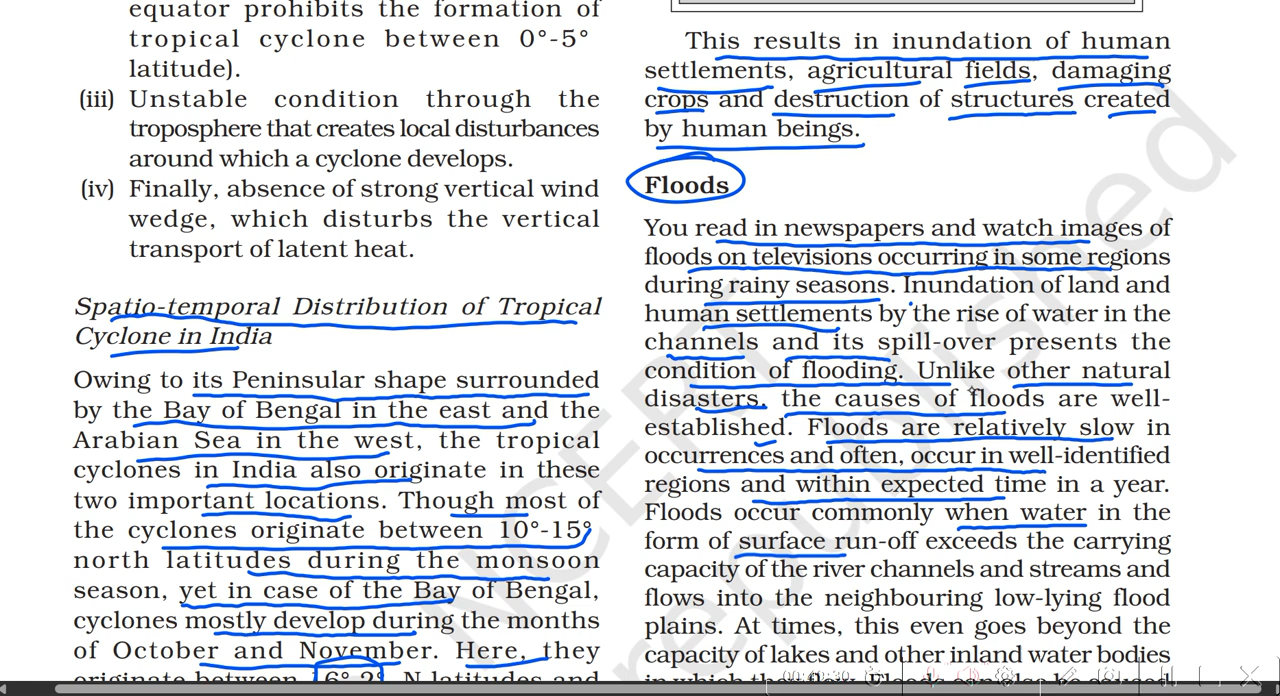 equator prohibits the formation of
tropical cyclone between 0°-5°
latitude).
(iii) Unstable condition through the
troposphere that creates local disturbances
around which a cyclone develops.
(iv) Finally, absence of strong vertical wind
wedge, which disturbs the vertical
transport of latent heat.
Spatio-temporal Distribution of Tropical
Cyclone in India
Owing to its Peninsular shape surrounded
by the Bay of Bengal in the east and the
Arabian Sea in the west, the tropical
cyclones in India also originate in these
two important locations. Though most of
the cyclones originate between 10°-15°
north latitudes during the monsoon
season, yet in case of the Bay of Bengal,
cyclones mostly develop during the months
of October and November. Here, they
originate between 16°-2° N latitudes and
This results in inundation of human
settlements, agricultural fields, damaging
crops and destruction of structures created
by human beings.
Floods
You read in newspapers and watch images of
floods on televisions occurring in some regions
during rainy seasons. Inundation of land and
human settlements by the rise of water in the
channels and its spill-over presents the
condition of flooding. Unlike other natural
disasters, the causes of floods are well-
established. Floods are relatively slow in
occurrences and often, occur in well-identified
regions and within expected time in a year.
Floods occur commonly when water in the
form of surface run-off exceeds the carrying
capacity of the river channels and streams and
flows into the neighbouring low-lying flood
plains. At times, this even goes beyond the
capacity of lakes and other inland water bodies
NCERT
republished